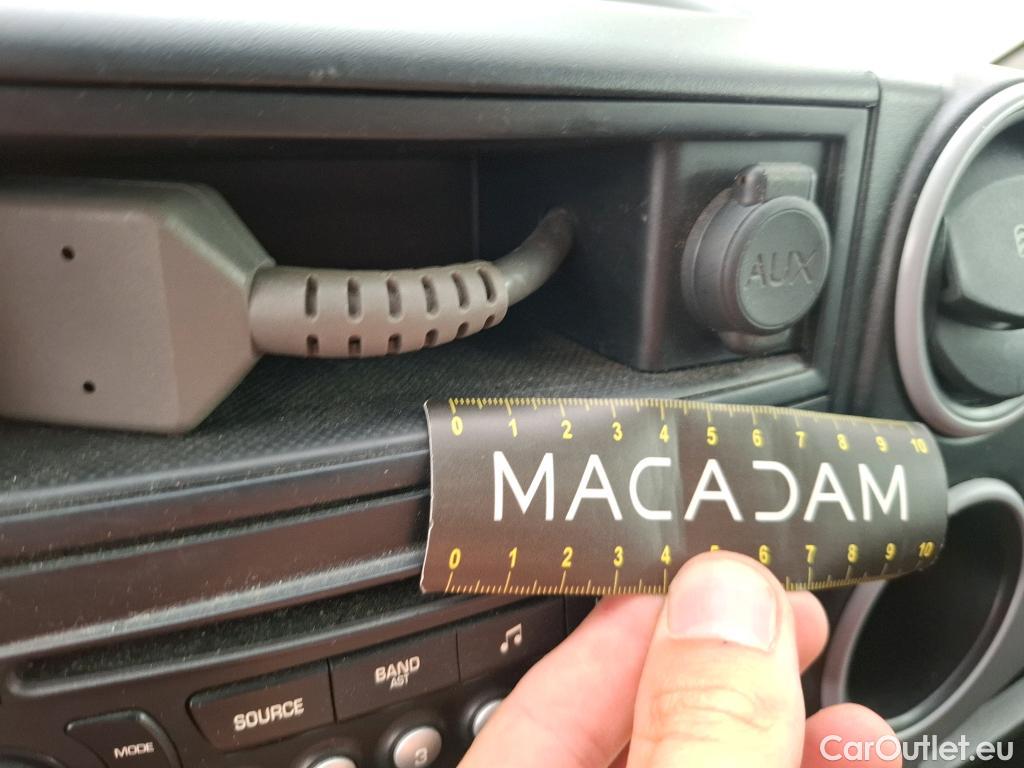 AUX
0 1 2 3 4 5 6 7 8 9 10
MACADAM
0 1 2 3 4 5 6 7 8 9 10
BAND
AST
SOURCE
MODE
3
CarOutlet.eu